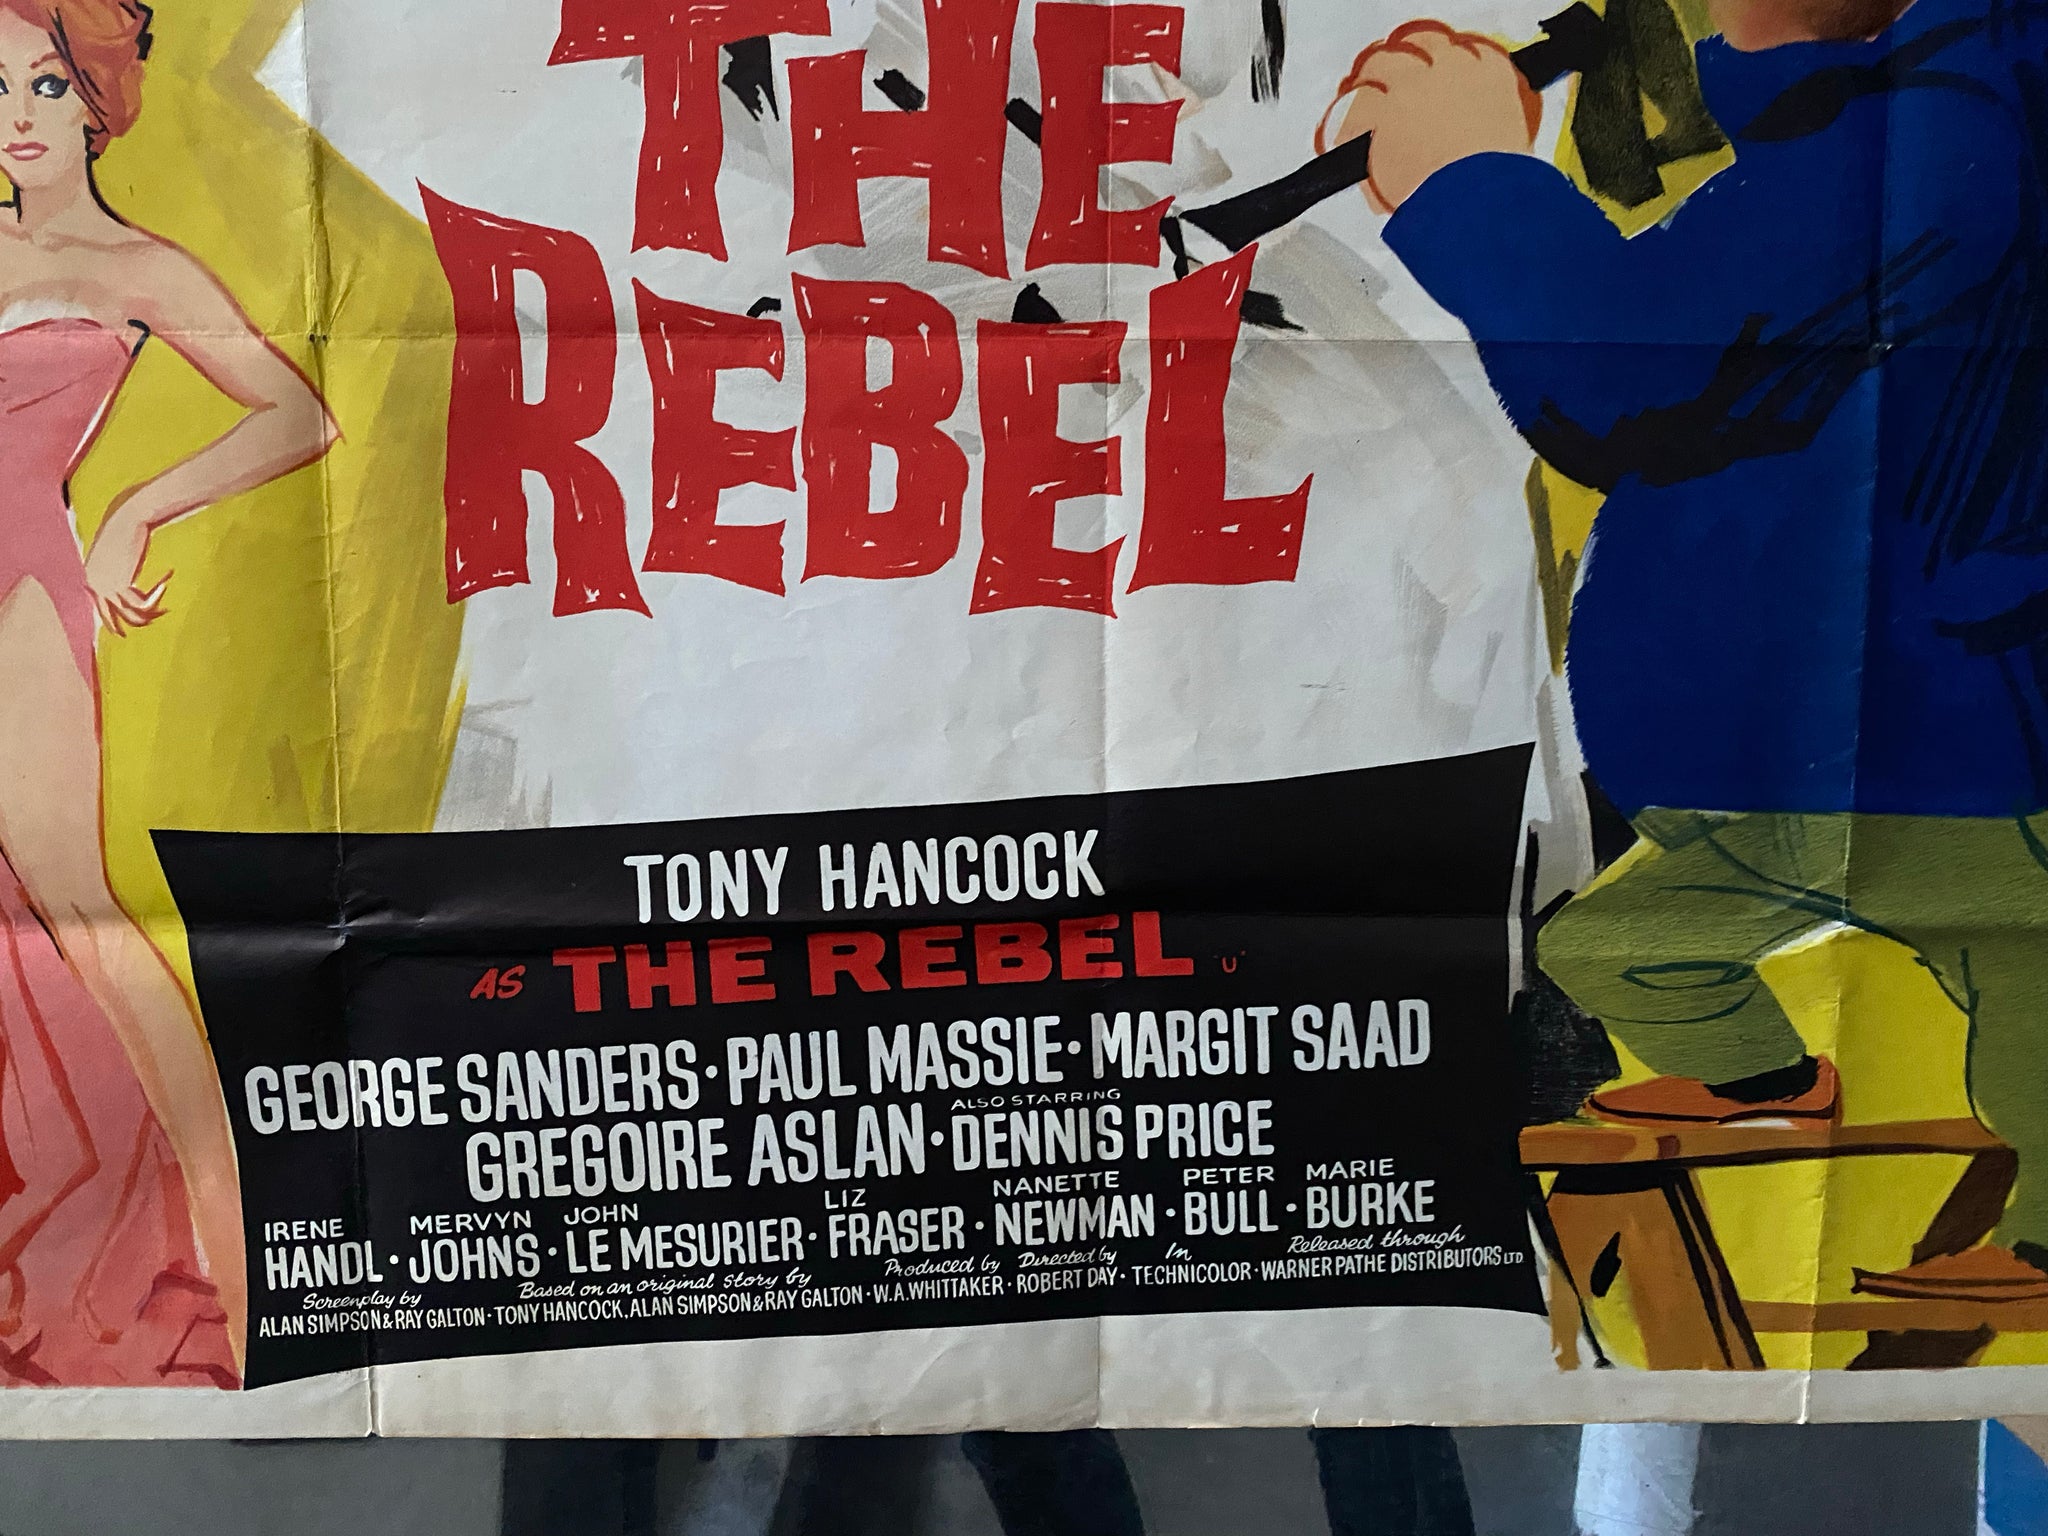 THE
REBEL
TONY HANCOCK
AS THE REBEL "U"
GEORGE SANDERS · PAUL MASSIE · MARGIT SAAD
ALSO STARRING
GREGOIRE ASLAN · DENNIS PRICE
IRENE HANDL · MERVYN JOHNS · JOHN LE MESURIER · LIZ FRASER · NANETTE NEWMAN · PETER BULL · MARIE BURKE
Screenplay by Based on an original story by Produced by Directed by In Released through
ALAN SIMPSON & RAY GALTON · TONY HANCOCK, ALAN SIMPSON & RAY GALTON · W.A. WHITTAKER · ROBERT DAY · TECHNICOLOR · WARNER PATHE DISTRIBUTORS LTD